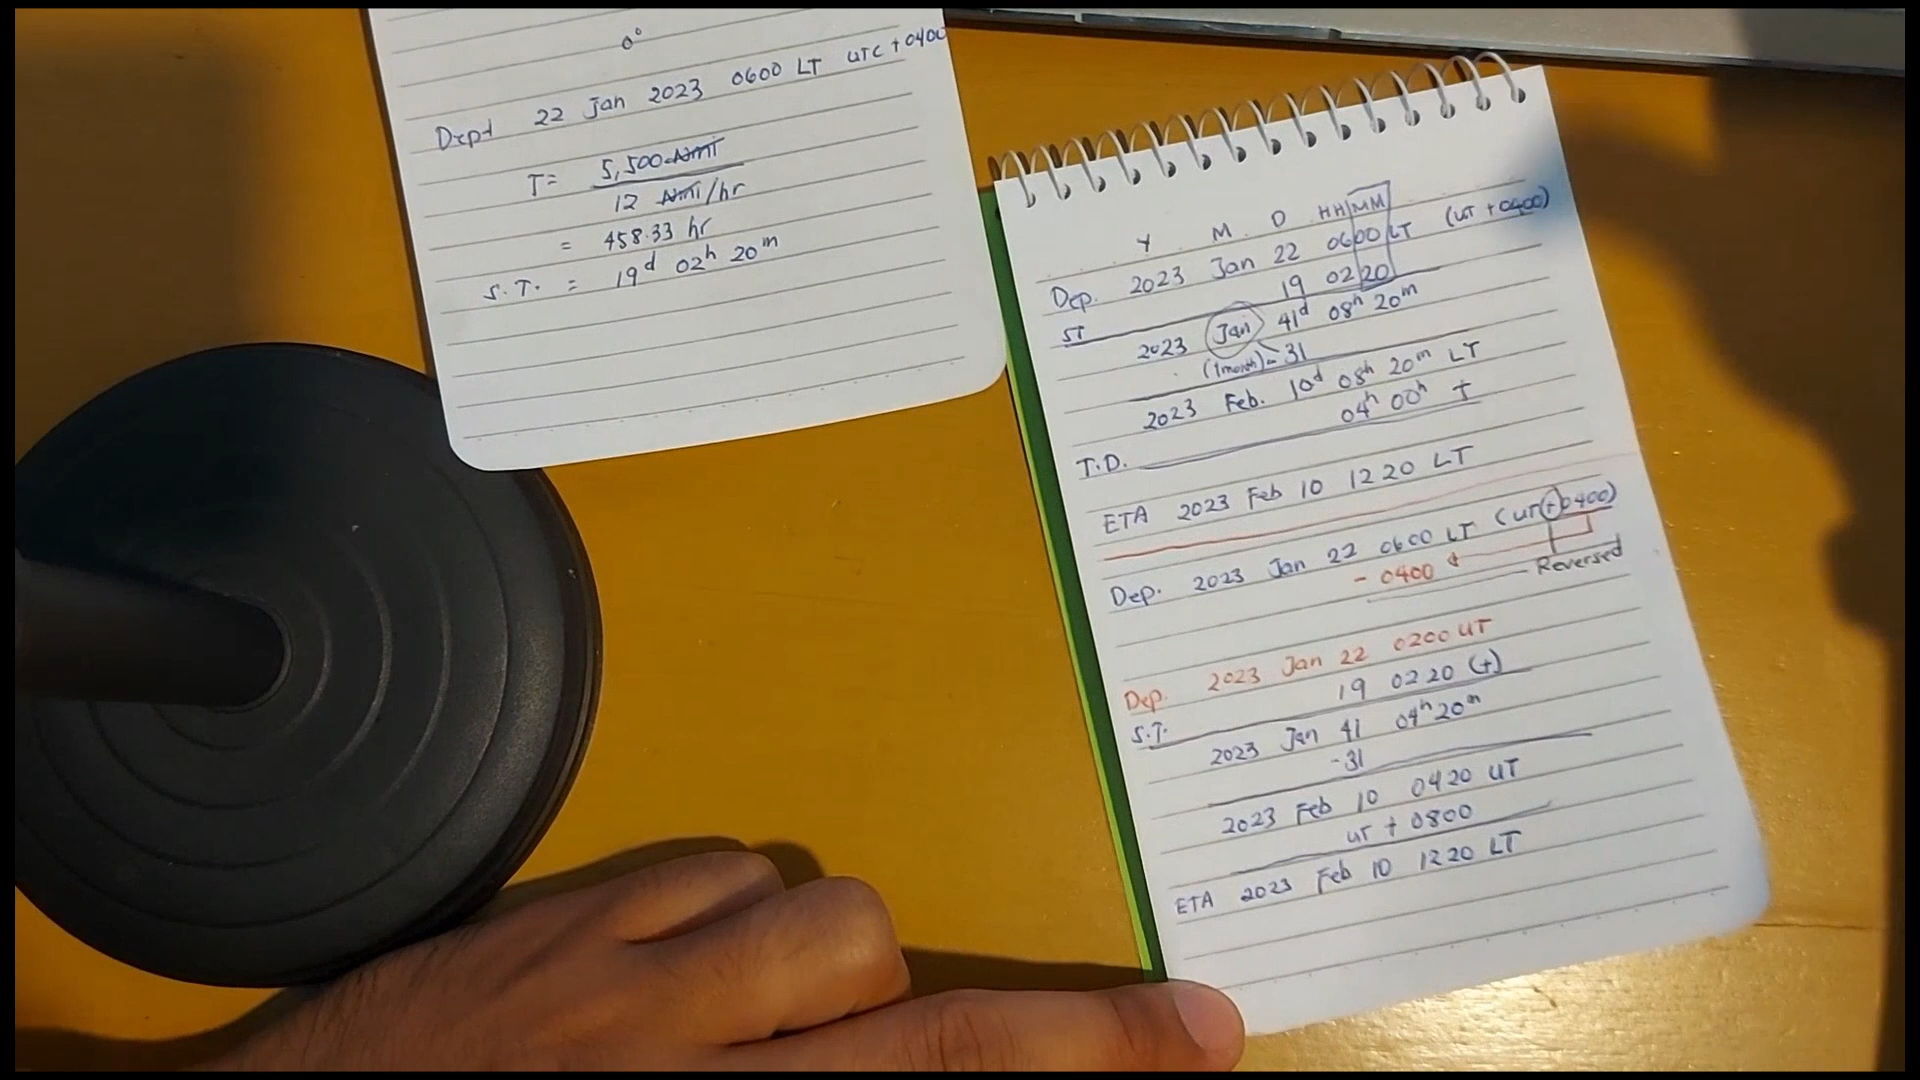 0°
Dept 22 Jan 2023 0600 LT UTC +0400
T= 5,500 NMI
12 NMI/hr
= 458.33 hr
S.T. = 19d 02h 20m
Y M D HH MM
Dep. 2023 Jan 22 0600 LT (UT +0400)
ST 19 02 20
2023 Jan 41d 08h 20m
(1month) - 31
2023 Feb. 10d 08h 20m LT
T.D. 04h 00h +
ETA 2023 Feb 10 1220 LT
Dep. 2023 Jan 22 0600 LT (UT+0400)
- 0400 Reversed
Dep. 2023 Jan 22 0200 UT
S.T. 19 02 20 (+)
2023 Jan 41 04h 20m
-31
2023 Feb 10 0420 UT
UT + 0800
ETA 2023 Feb 10 1220 LT